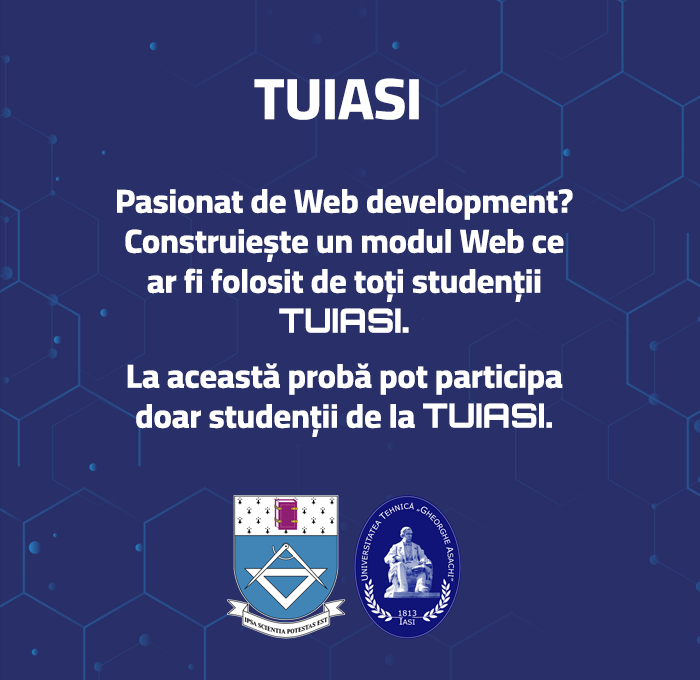 TUIASI
Pasionat de Web development?
Construiește un modul Web ce
ar fi folosit de toți studenții
TUIASI.
La această probă pot participa
doar studenții de la TUIASI.
IPSA SCIENTIA POTESTAS EST
UNIVERSITATEA TEHNICĂ „GHEORGHE ASACHI”
1813
IASI